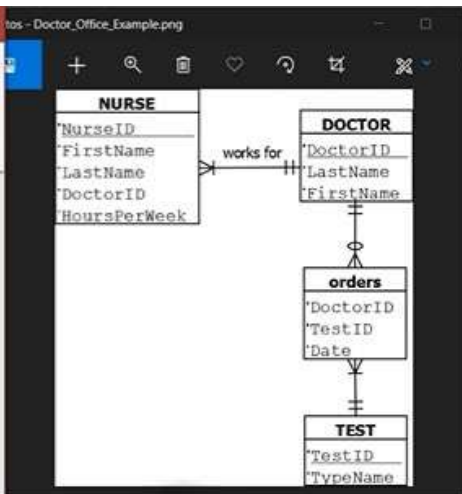 tos - Doctor_Office_Example.png
NURSE
*NurseID
*FirstName
*LastName
*DoctorID
*HoursPerWeek
works for
DOCTOR
*DoctorID
*LastName
*FirstName
orders
*DoctorID
*TestID
*Date
TEST
*TestID
*TypeName